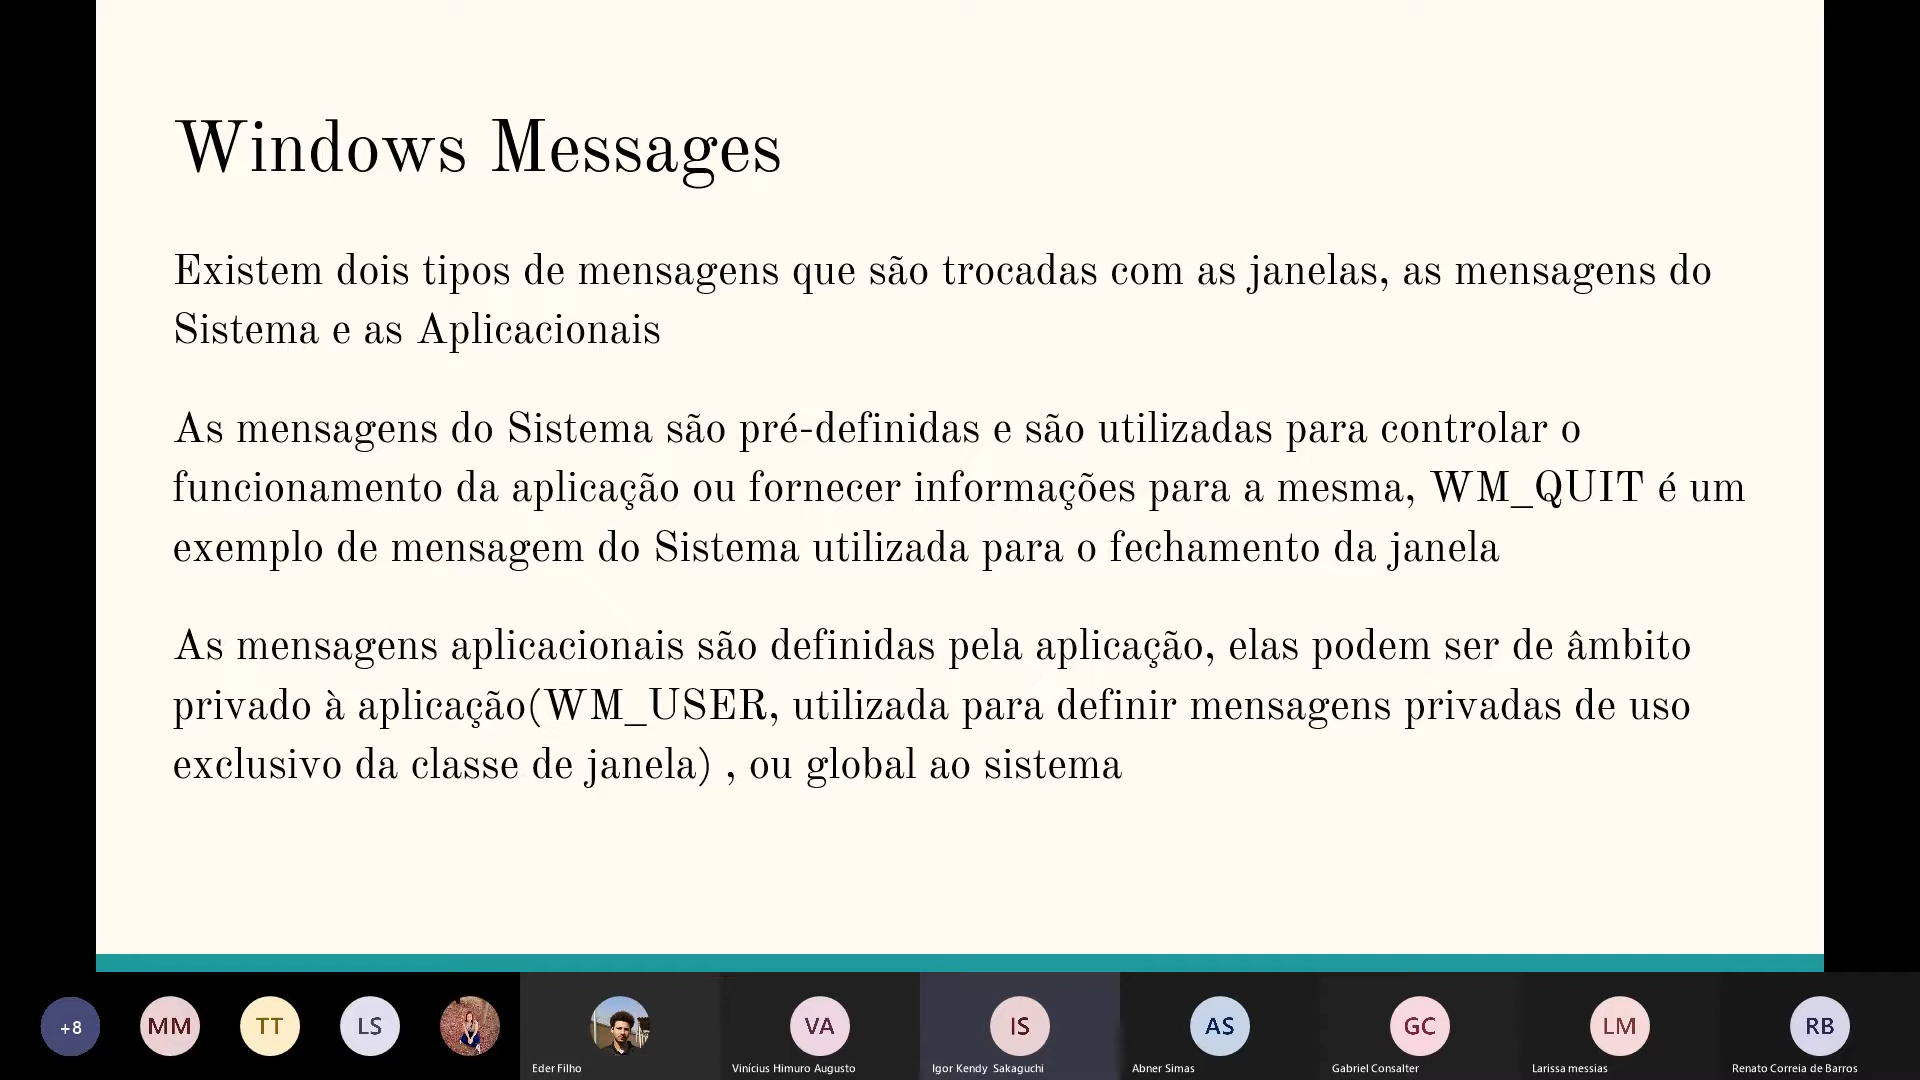 Windows Messages
Existem dois tipos de mensagens que são trocadas com as janelas, as mensagens do
Sistema e as Aplicacionais
As mensagens do Sistema são pré-definidas e são utilizadas para controlar o
funcionamento da aplicação ou fornecer informações para a mesma, WM_QUIT é um
exemplo de mensagem do Sistema utilizada para o fechamento da janela
As mensagens aplicacionais são definidas pela aplicação, elas podem ser de âmbito
privado à aplicação(WM_USER, utilizada para definir mensagens privadas de uso
exclusivo da classe de janela) , ou global ao sistema
+8 MM TT LS VA IS AS GC LM RB
Eder Filho Vinícius Himuro Augusto Igor Kendy Sakaguchi Abner Simas Gabriel Consalter Larissa messias Renato Correia de Barros